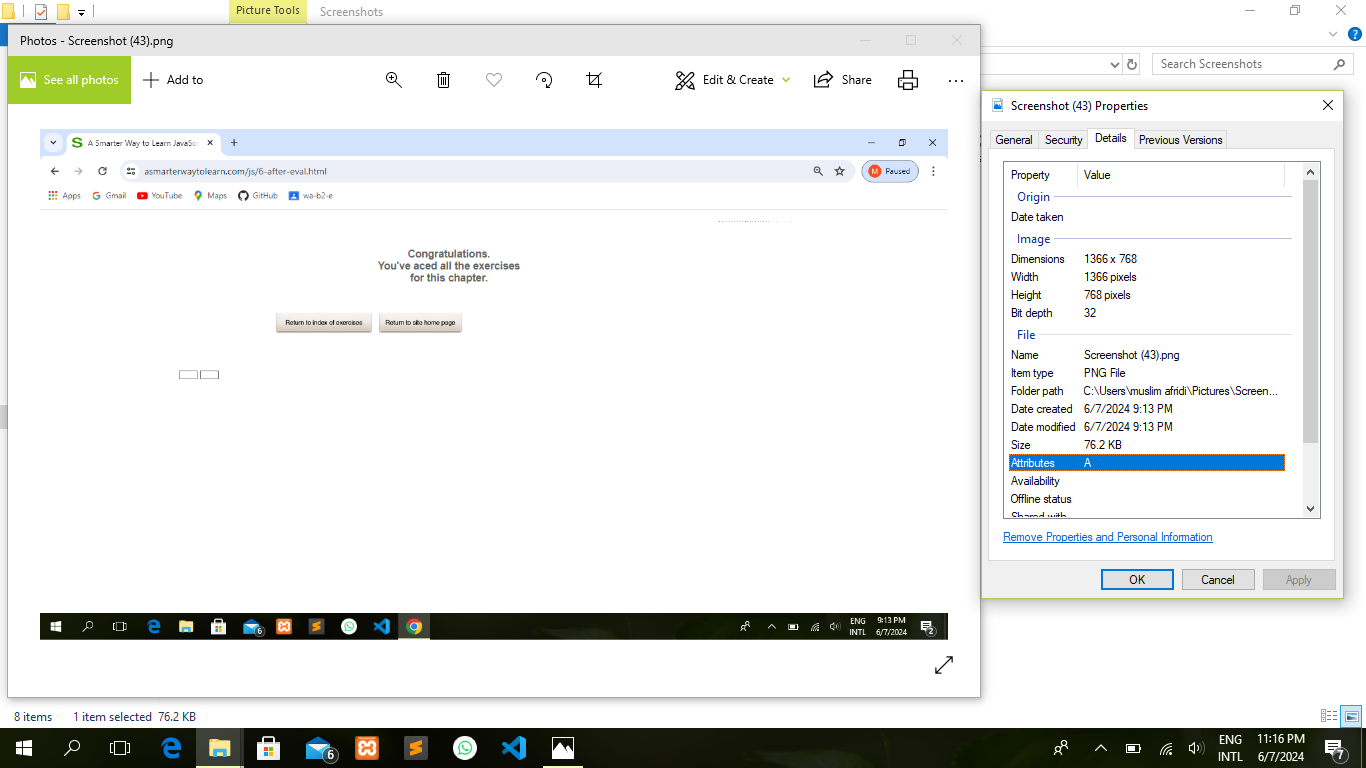 Picture Tools
Screenshots
Photos - Screenshot (43).png
See all photos
Add to
Edit & Create
Share
A Smarter Way to Learn JavaSc
asmarterwaytolearn.com/js/6-after-eval.html
M
Paused
Apps
Gmail
YouTube
Maps
GitHub
wa-b2-e
Congratulations.
You've aced all the exercises
for this chapter.
Return to index of exercises
Return to site home page
6
ENG
INTL
9:13 PM
6/7/2024
2
Search Screenshots
Screenshot (43) Properties
General
Security
Details
Previous Versions
Property Value
Origin
Date taken
Image
Dimensions 1366 x 768
Width 1366 pixels
Height 768 pixels
Bit depth 32
File
Name Screenshot (43).png
Item type PNG File
Folder path C:\Users\muslim afridi\Pictures\Screen...
Date created 6/7/2024 9:13 PM
Date modified 6/7/2024 9:13 PM
Size 76.2 KB
Attributes A
Availability
Offline status
Shared with
Remove Properties and Personal Information
OK
Cancel
Apply
8 items
1 item selected 76.2 KB
6
ENG
INTL
11:16 PM
6/7/2024
7